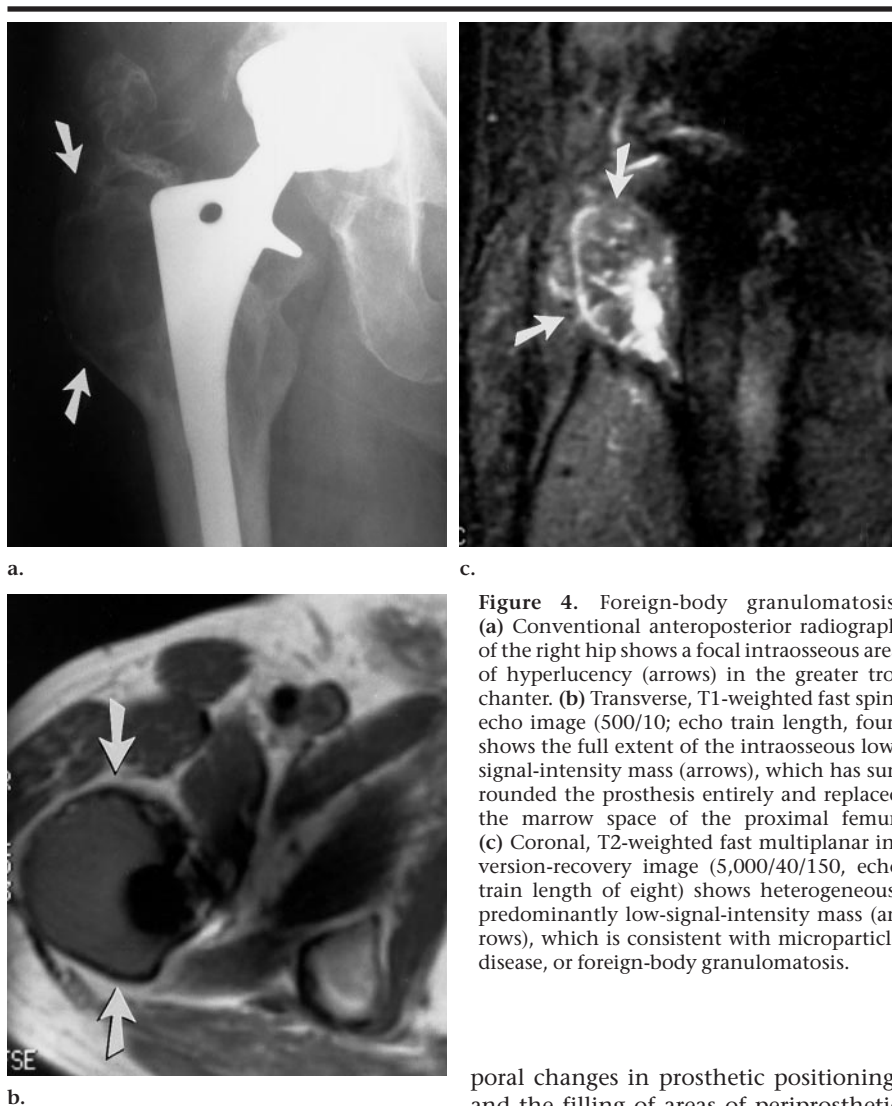 a.
c.
Figure 4. Foreign-body granulomatosis
(a) Conventional anteroposterior radiograph
of the right hip shows a focal intraosseous are
of hyperlucency (arrows) in the greater tro
chanter. (b) Transverse, T1-weighted fast spin
echo image (500/10; echo train length, four
shows the full extent of the intraosseous low
signal-intensity mass (arrows), which has sur
rounded the prosthesis entirely and replace
the marrow space of the proximal femur
(c) Coronal, T2-weighted fast multiplanar in
version-recovery image (5,000/40/150, echo
train length of eight) shows heterogeneous
predominantly low-signal-intensity mass (ar
rows), which is consistent with microparticl
disease, or foreign-body granulomatosis.
b.
poral changes in prosthetic positioning
and the filling of areas of periprosthetic